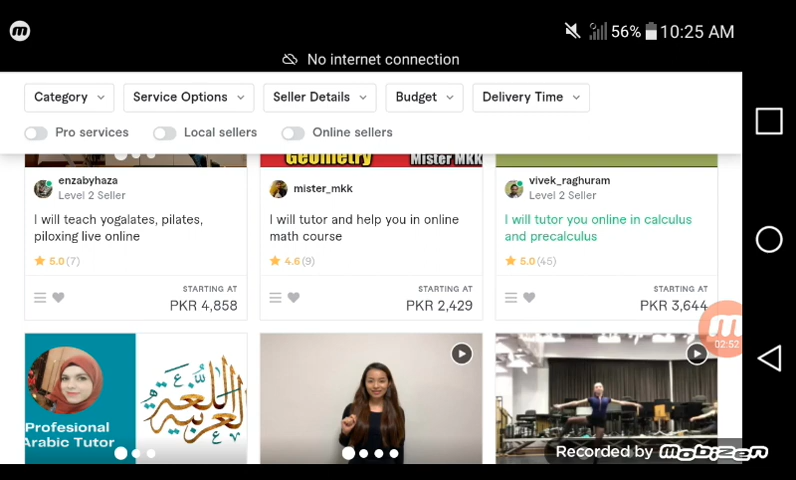 56% 10:25 AM
No internet connection
Category Service Options Seller Details Budget Delivery Time
Pro services Local sellers Online sellers
Geometry Mister MKK
enzabyhaza
Level 2 Seller
I will teach yogalates, pilates,
piloxing live online
5.0 (7)
STARTING AT
PKR 4,858
mister_mkk
I will tutor and help you in online
math course
4.6 (9)
STARTING AT
PKR 2,429
vivek_raghuram
Level 2 Seller
I will tutor you online in calculus
and precalculus
5.0 (45)
STARTING AT
PKR 3,644
02:52
Profesional
Arabic Tutor
اللغة
العربية
Recorded by mobizen